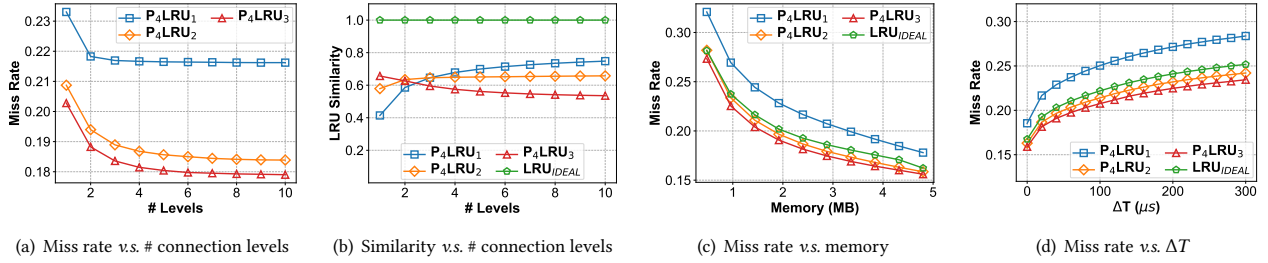 Miss Rate
0.23
0.22
0.21
0.20
0.19
0.18
2 4 6 8 10
# Levels
P4LRU1
P4LRU2
P4LRU3
(a) Miss rate v.s. # connection levels
LRU Similarity
1.0
0.8
0.6
0.4
0.2
2 4 6 8 10
# Levels
P4LRU1
P4LRU2
P4LRU3
LRU_IDEAL
(b) Similarity v.s. # connection levels
Miss Rate
0.30
0.25
0.20
0.15
1 2 3 4 5
Memory (MB)
P4LRU1
P4LRU2
P4LRU3
LRU_IDEAL
(c) Miss rate v.s. memory
Miss Rate
0.30
0.25
0.20
0.15
0 100 200 300
ΔT (μs)
P4LRU1
P4LRU2
P4LRU3
LRU_IDEAL
(d) Miss rate v.s. ΔT